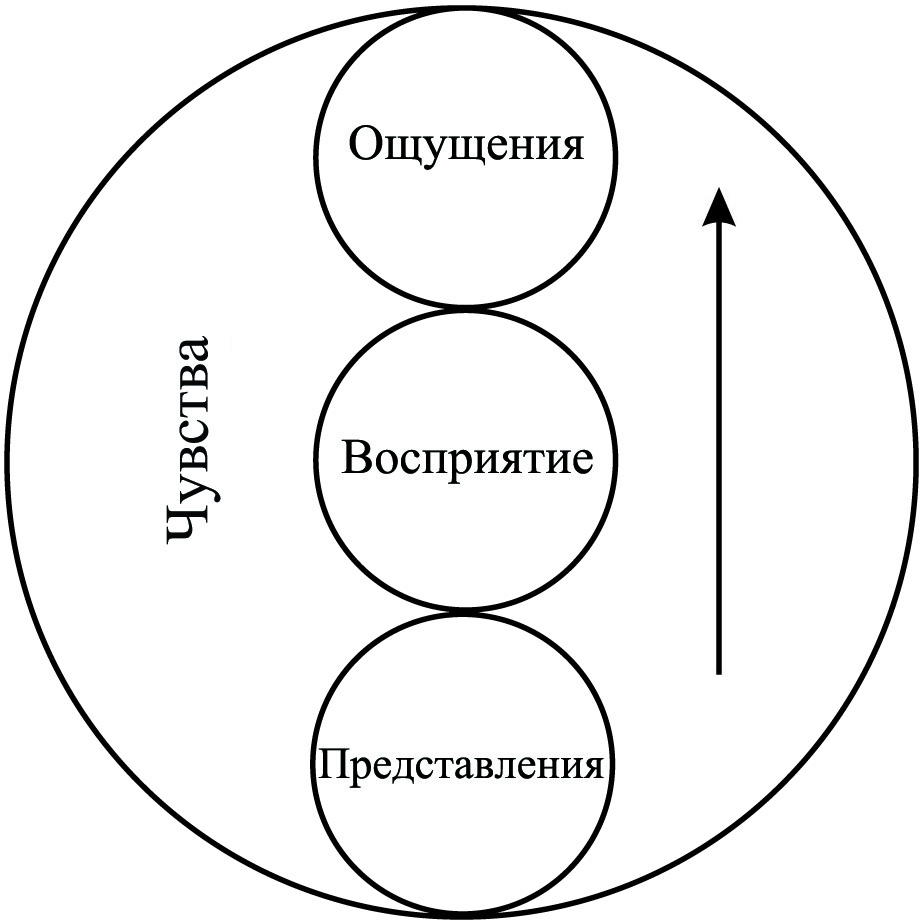 Ощущения
Чувства
Восприятие
Представления